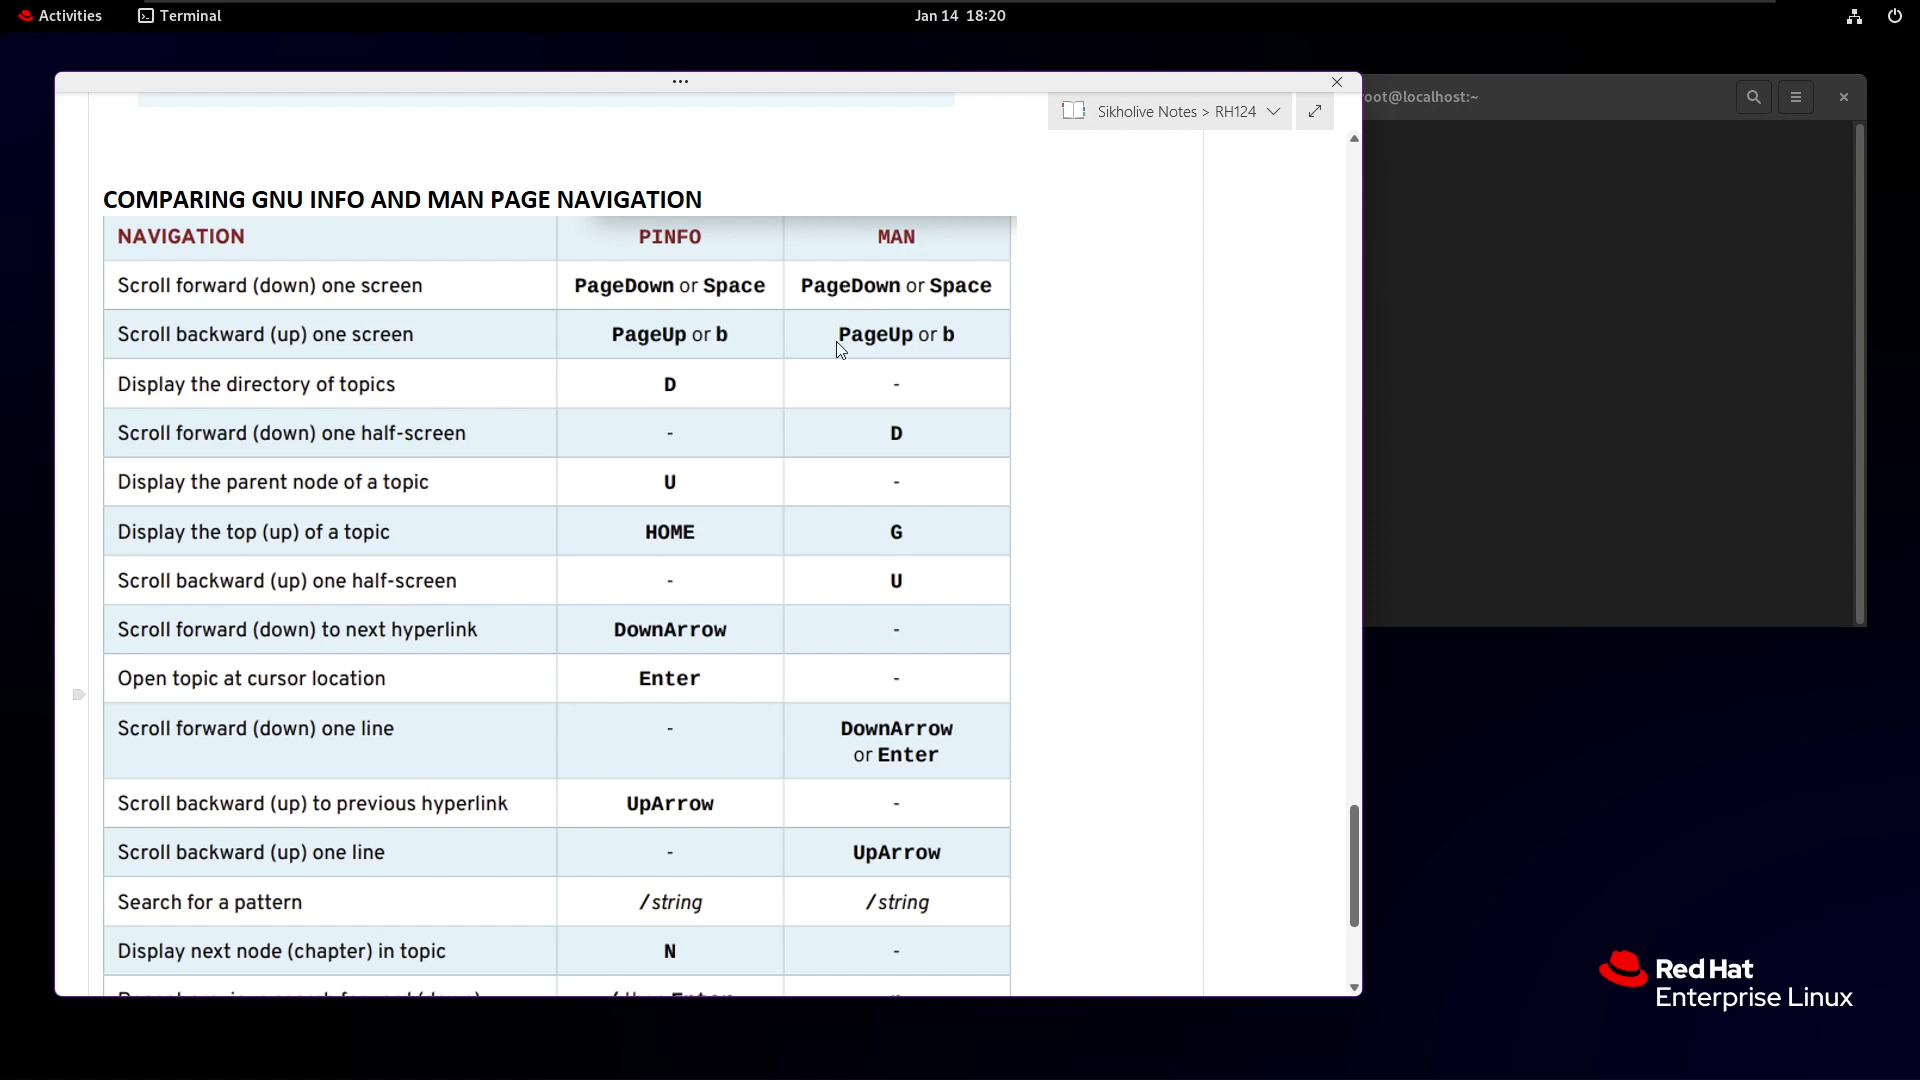 Activities Terminal Jan 14 18:20
Sikholive Notes > RH124
root@localhost:~
COMPARING GNU INFO AND MAN PAGE NAVIGATION
NAVIGATION PINFO MAN
Scroll forward (down) one screen PageDown or Space PageDown or Space
Scroll backward (up) one screen PageUp or b PageUp or b
Display the directory of topics D -
Scroll forward (down) one half-screen - D
Display the parent node of a topic U -
Display the top (up) of a topic HOME G
Scroll backward (up) one half-screen - U
Scroll forward (down) to next hyperlink DownArrow -
Open topic at cursor location Enter -
Scroll forward (down) one line - DownArrow
or Enter
Scroll backward (up) to previous hyperlink UpArrow -
Scroll backward (up) one line - UpArrow
Search for a pattern /string /string
Display next node (chapter) in topic N -
Red Hat
Enterprise Linux